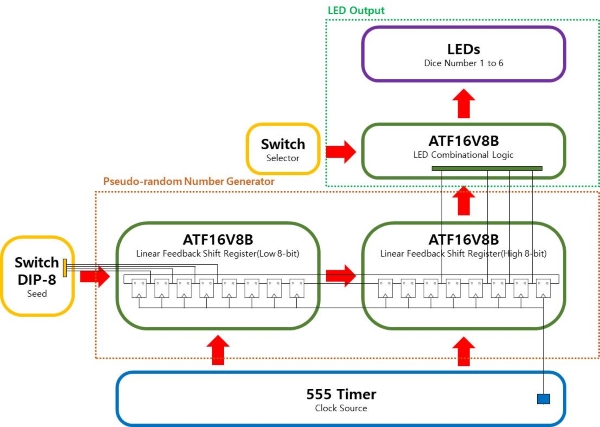 LED Output
LEDs
Dice Number 1 to 6
Switch
Selector
ATF16V8B
LED Combinational Logic
Pseudo-random Number Generator
Switch
DIP-8
Seed
ATF16V8B
Linear Feedback Shift Register(Low 8-bit)
ATF16V8B
Linear Feedback Shift Register(High 8-bit)
555 Timer
Clock Source